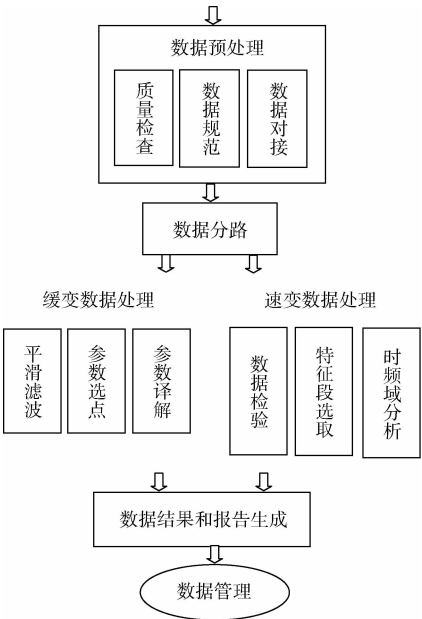 数据预处理
质量检查
数据规范
数据对接
数据分路
缓变数据处理
速变数据处理
平滑滤波
参数选点
参数译解
数据检验
特征段选取
时频域分析
数据结果和报告生成
数据管理